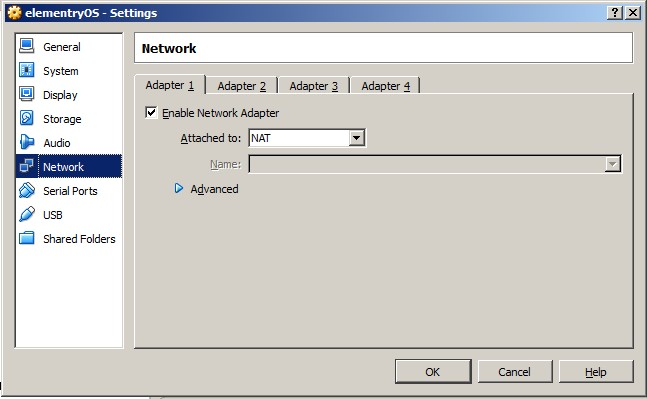 elementryOS - Settings
General
System
Display
Storage
Audio
Network
Serial Ports
USB
Shared Folders
Network
Adapter 1 Adapter 2 Adapter 3 Adapter 4
Enable Network Adapter
Attached to: NAT
Name:
Advanced
OK Cancel Help